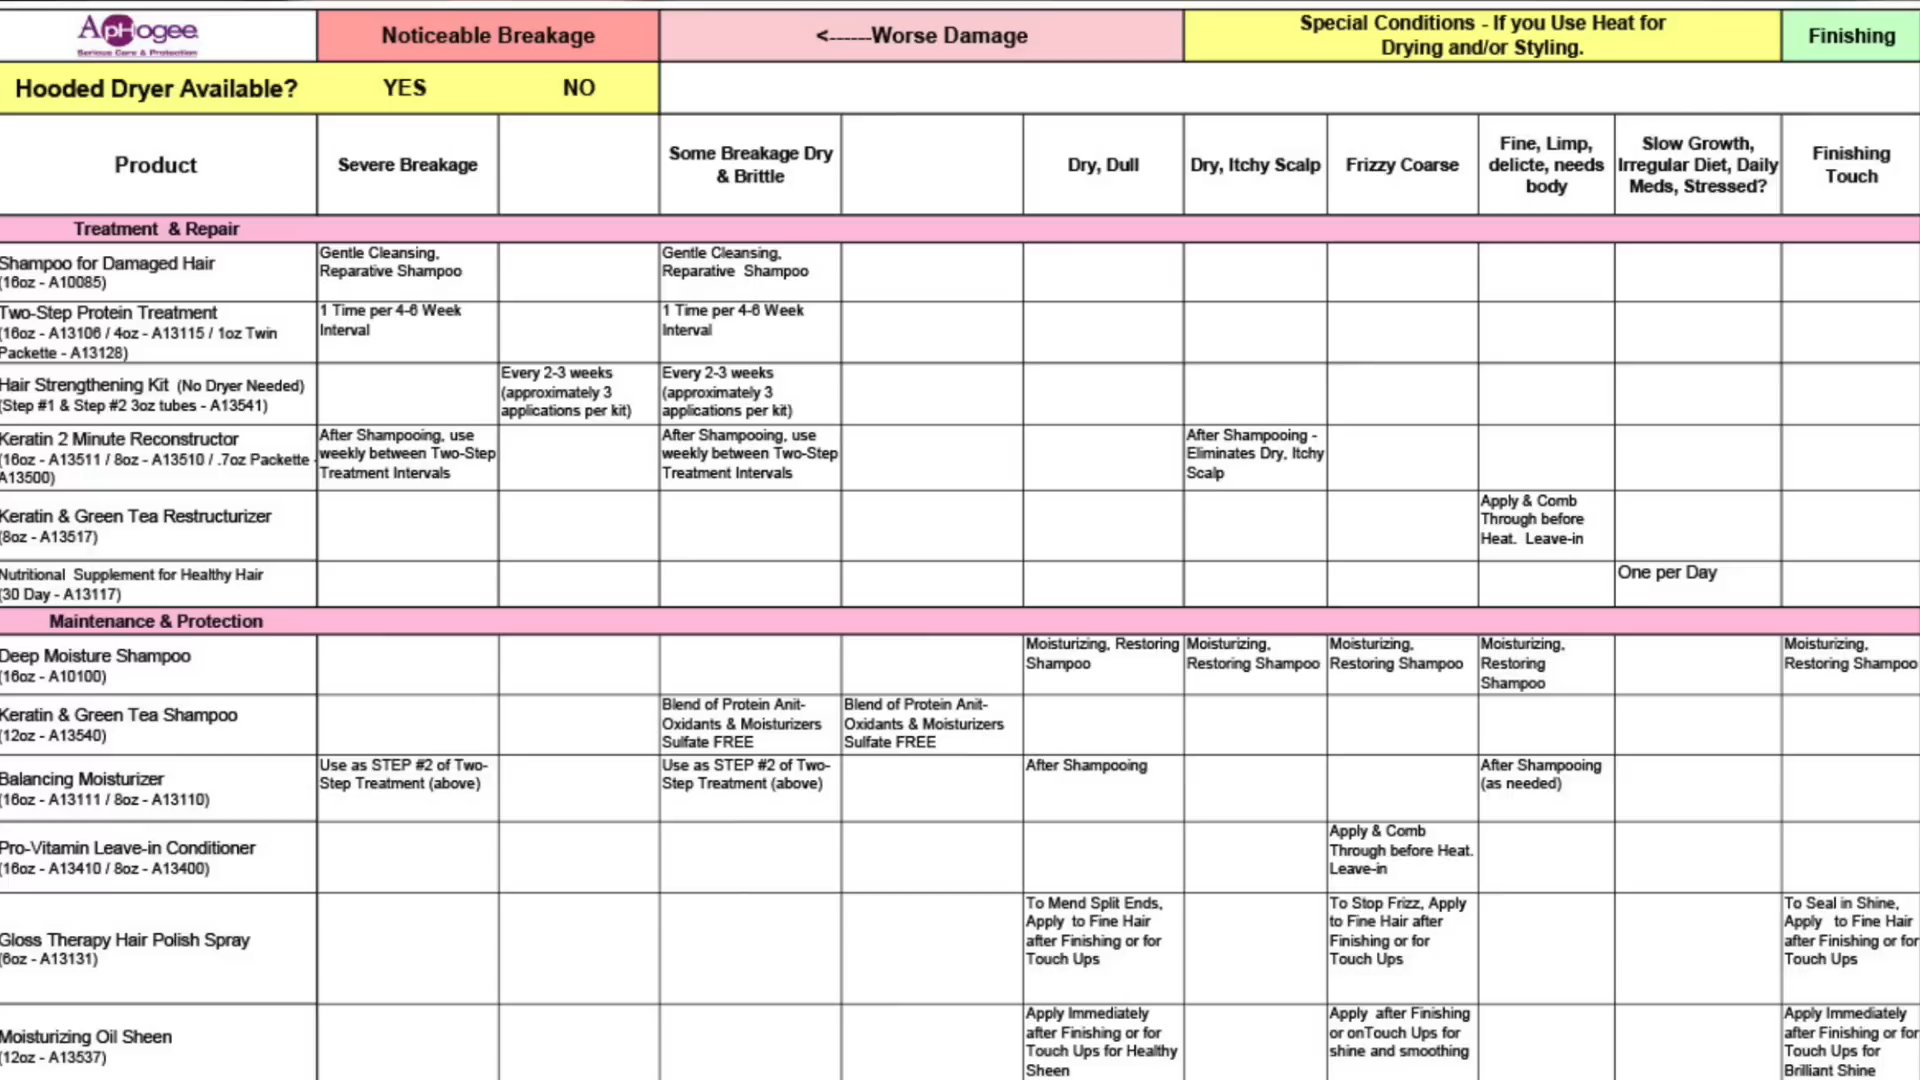 ApHogee
Serious Care & Protection
Noticeable Breakage
<------Worse Damage
Special Conditions - If you Use Heat for
Drying and/or Styling.
Finishing
Hooded Dryer Available?
YES
NO
Product
Severe Breakage
Some Breakage Dry
& Brittle
Dry, Dull
Dry, Itchy Scalp
Frizzy Coarse
Fine, Limp,
delicte, needs
body
Slow Growth,
Irregular Diet, Daily
Meds, Stressed?
Finishing
Touch
Treatment & Repair
Shampoo for Damaged Hair
(16oz - A10085)
Gentle Cleansing,
Reparative Shampoo
Gentle Cleansing,
Reparative Shampoo
Two-Step Protein Treatment
(16oz - A13106 / 4oz - A13115 / 1oz Twin
Packette - A13128)
1 Time per 4-6 Week
Interval
1 Time per 4-6 Week
Interval
Hair Strengthening Kit (No Dryer Needed)
(Step #1 & Step #2 3oz tubes - A13541)
Every 2-3 weeks
(approximately 3
applications per kit)
Every 2-3 weeks
(approximately 3
applications per kit)
Keratin 2 Minute Reconstructor
(16oz - A13511 / 8oz - A13510 / .7oz Packette -
A13500)
After Shampooing, use
weekly between Two-Step
Treatment Intervals
After Shampooing, use
weekly between Two-Step
Treatment Intervals
After Shampooing -
Eliminates Dry, Itchy
Scalp
Keratin & Green Tea Restructurizer
(8oz - A13517)
Apply & Comb
Through before
Heat. Leave-in
Nutritional Supplement for Healthy Hair
(30 Day - A13117)
One per Day
Maintenance & Protection
Deep Moisture Shampoo
(16oz - A10100)
Moisturizing, Restoring
Shampoo
Moisturizing,
Restoring Shampoo
Moisturizing,
Restoring Shampoo
Moisturizing,
Restoring
Shampoo
Moisturizing,
Restoring Shampoo
Keratin & Green Tea Shampoo
(12oz - A13540)
Blend of Protein Anit-
Oxidants & Moisturizers
Sulfate FREE
Blend of Protein Anit-
Oxidants & Moisturizers
Sulfate FREE
Balancing Moisturizer
(16oz - A13111 / 8oz - A13110)
Use as STEP #2 of Two-
Step Treatment (above)
Use as STEP #2 of Two-
Step Treatment (above)
After Shampooing
After Shampooing
(as needed)
Pro-Vitamin Leave-in Conditioner
(16oz - A13410 / 8oz - A13400)
Apply & Comb
Through before Heat.
Leave-in
Gloss Therapy Hair Polish Spray
(6oz - A13131)
To Mend Split Ends,
Apply to Fine Hair
after Finishing or for
Touch Ups
To Stop Frizz, Apply
to Fine Hair after
Finishing or for
Touch Ups
To Seal in Shine,
Apply to Fine Hair
after Finishing or for
Touch Ups
Moisturizing Oil Sheen
(12oz - A13537)
Apply Immediately
after Finishing or for
Touch Ups for Healthy
Sheen
Apply after Finishing
or onTouch Ups for
shine and smoothing
Apply Immediately
after Finishing or for
Touch Ups for
Brilliant Shine